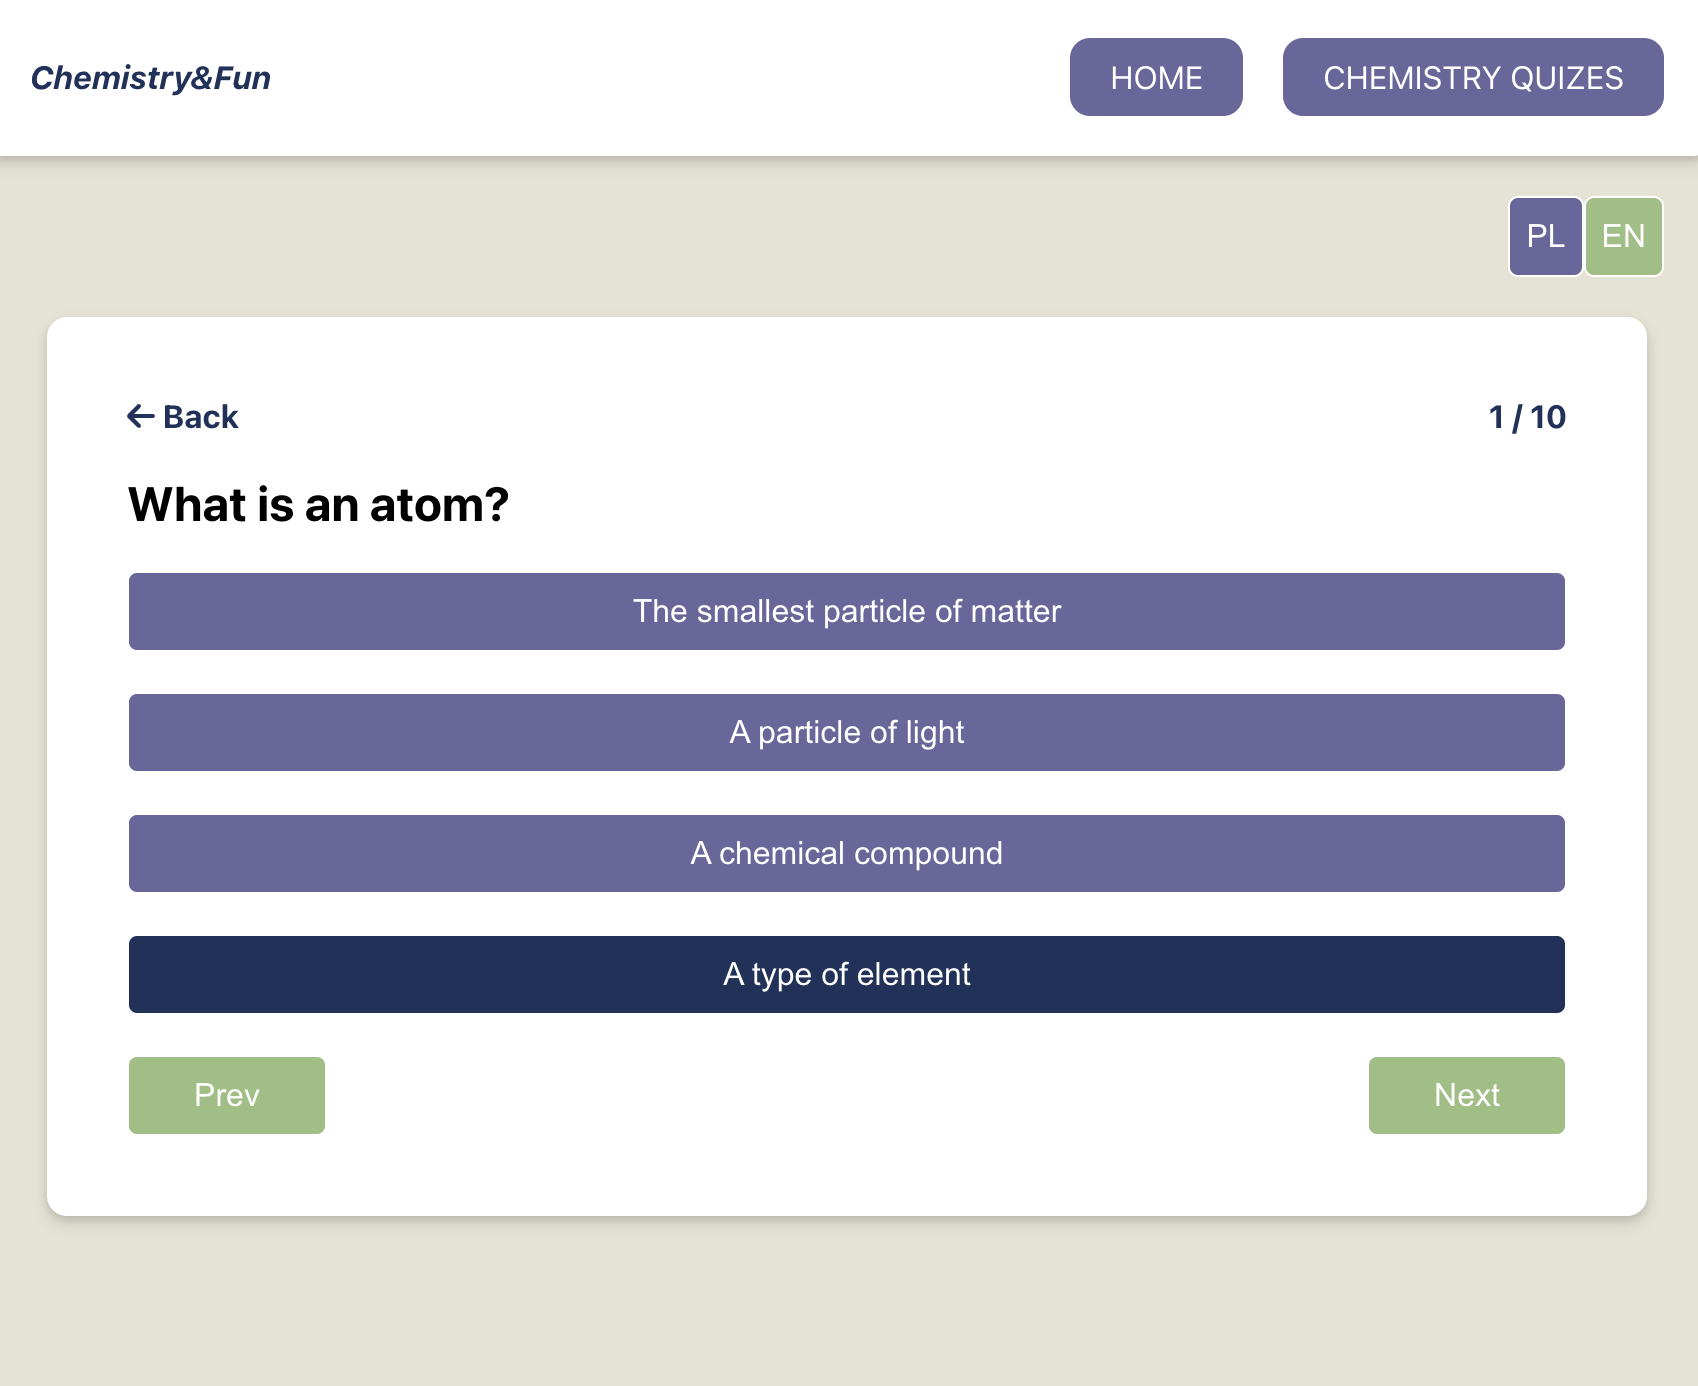 Chemistry&Fun
HOME
CHEMISTRY QUIZES
PL
EN
← Back
1 / 10
What is an atom?
The smallest particle of matter
A particle of light
A chemical compound
A type of element
Prev
Next